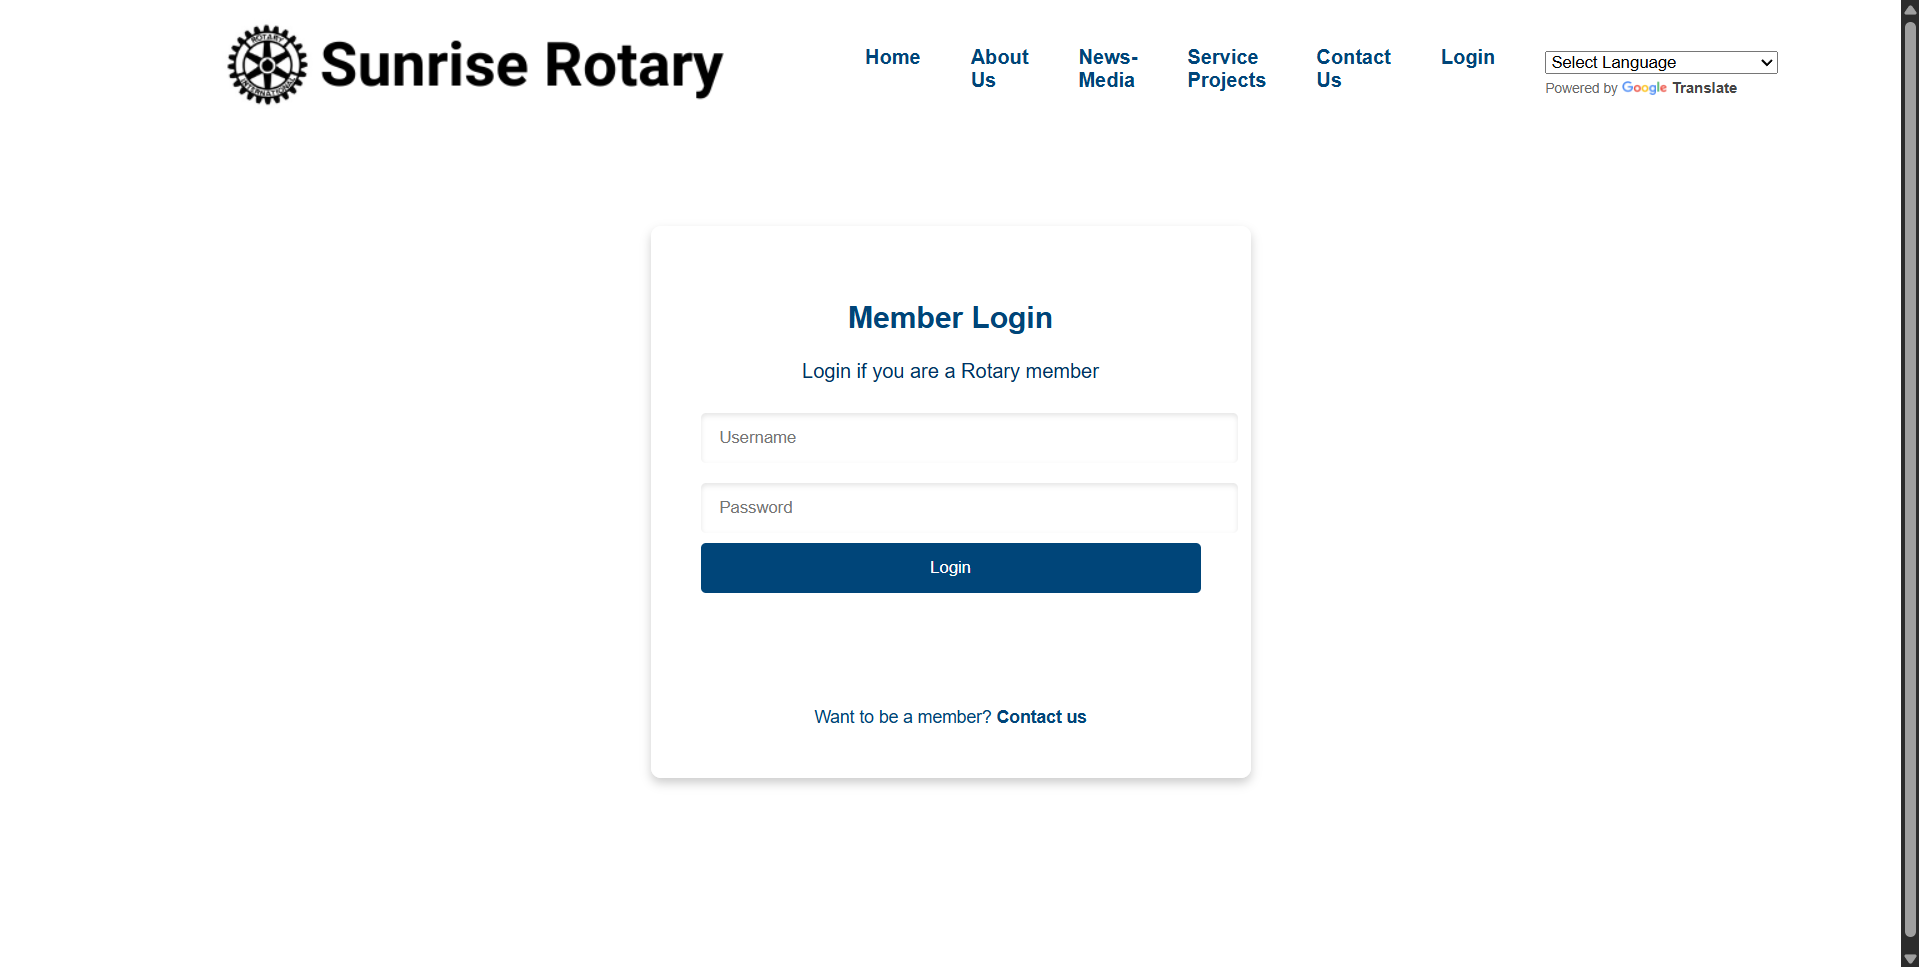 ROTARY
INTERNATIONAL
Sunrise Rotary
Home
About
Us
News-
Media
Service
Projects
Contact
Us
Login
Select Language
Powered by Google Translate
Member Login
Login if you are a Rotary member
Username
Password
Login
Want to be a member? Contact us